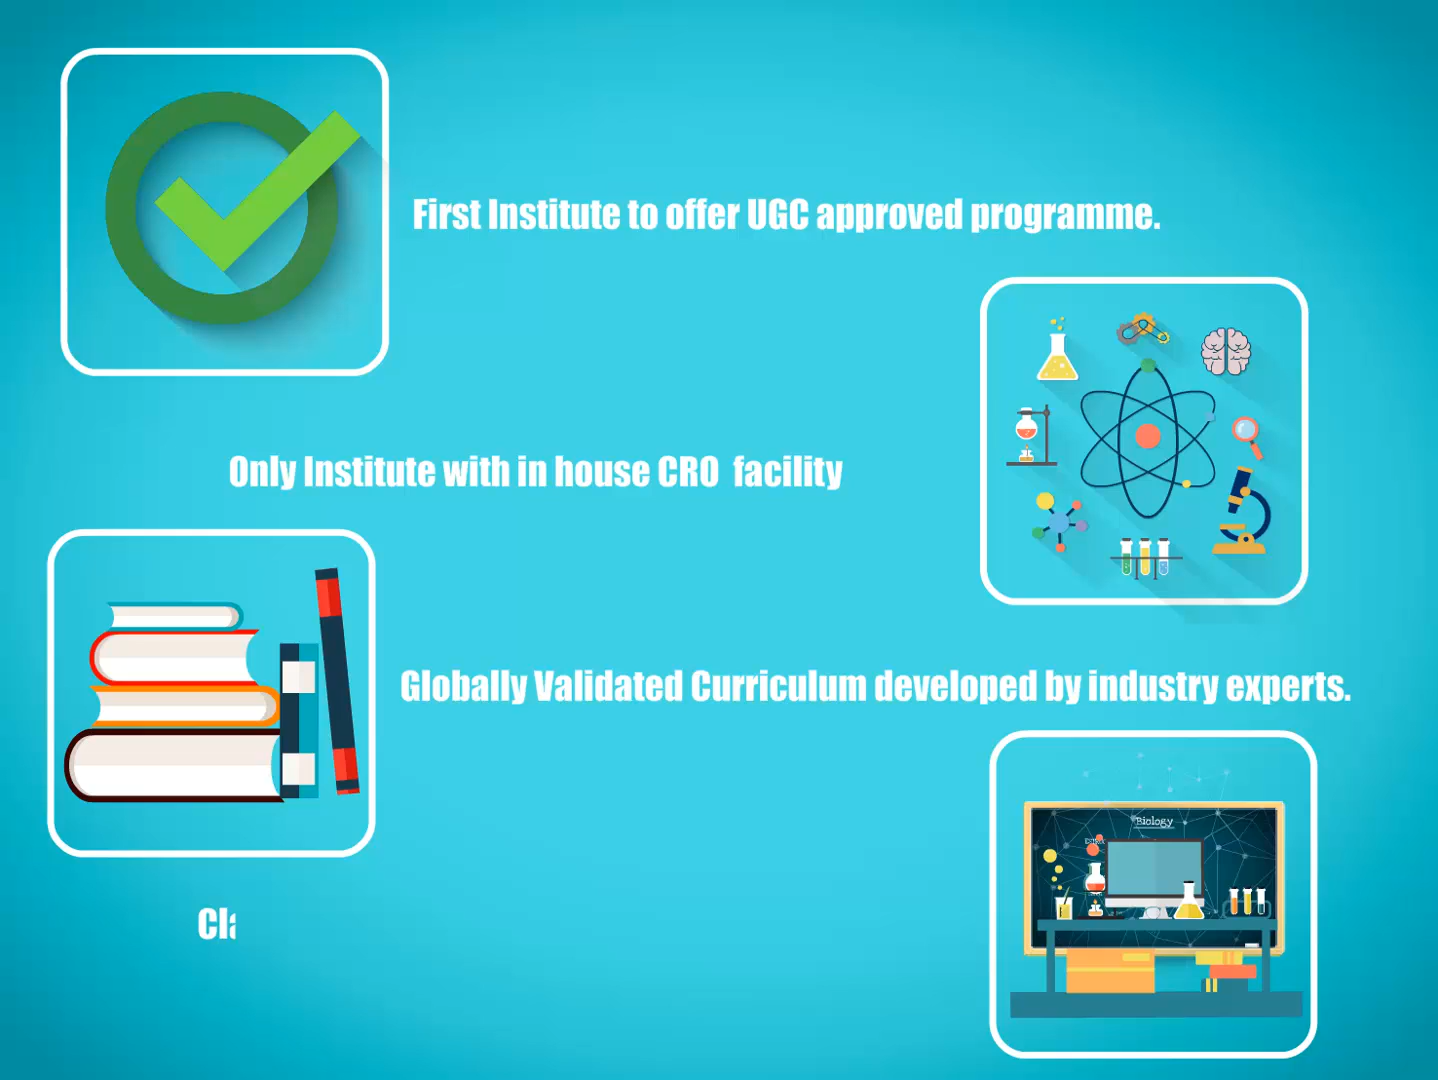 First Institute to offer UGC approved programme.
Only Institute with in house CRO facility
Globally Validated Curriculum developed by industry experts.
Biology